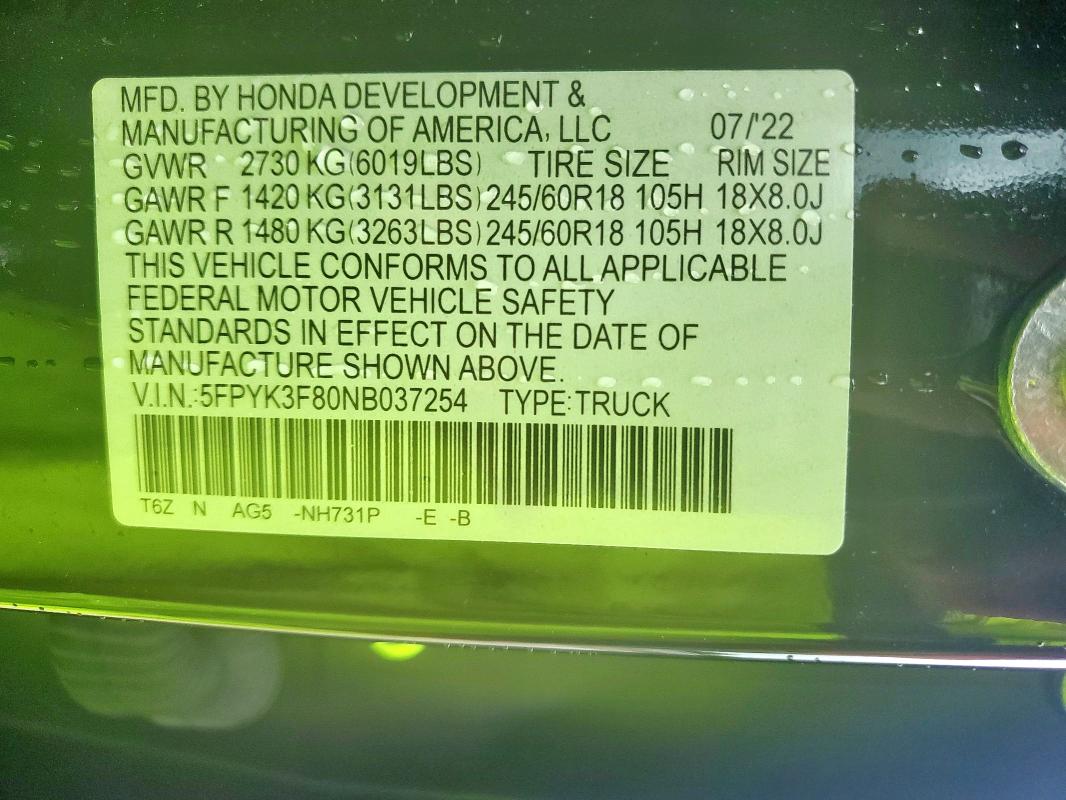 MFD. BY HONDA DEVELOPMENT &
MANUFACTURING OF AMERICA, LLC 07/'22
GVWR 2730 KG(6019LBS) TIRE SIZE RIM SIZE
GAWR F 1420 KG(3131LBS) 245/60R18 105H 18X8.0J
GAWR R 1480 KG(3263LBS) 245/60R18 105H 18X8.0J
THIS VEHICLE CONFORMS TO ALL APPLICABLE
FEDERAL MOTOR VEHICLE SAFETY
STANDARDS IN EFFECT ON THE DATE OF
MANUFACTURE SHOWN ABOVE.
V.I.N.:5FPYK3F80NB037254 TYPE:TRUCK
T6Z N AG5 -NH731P -E -B